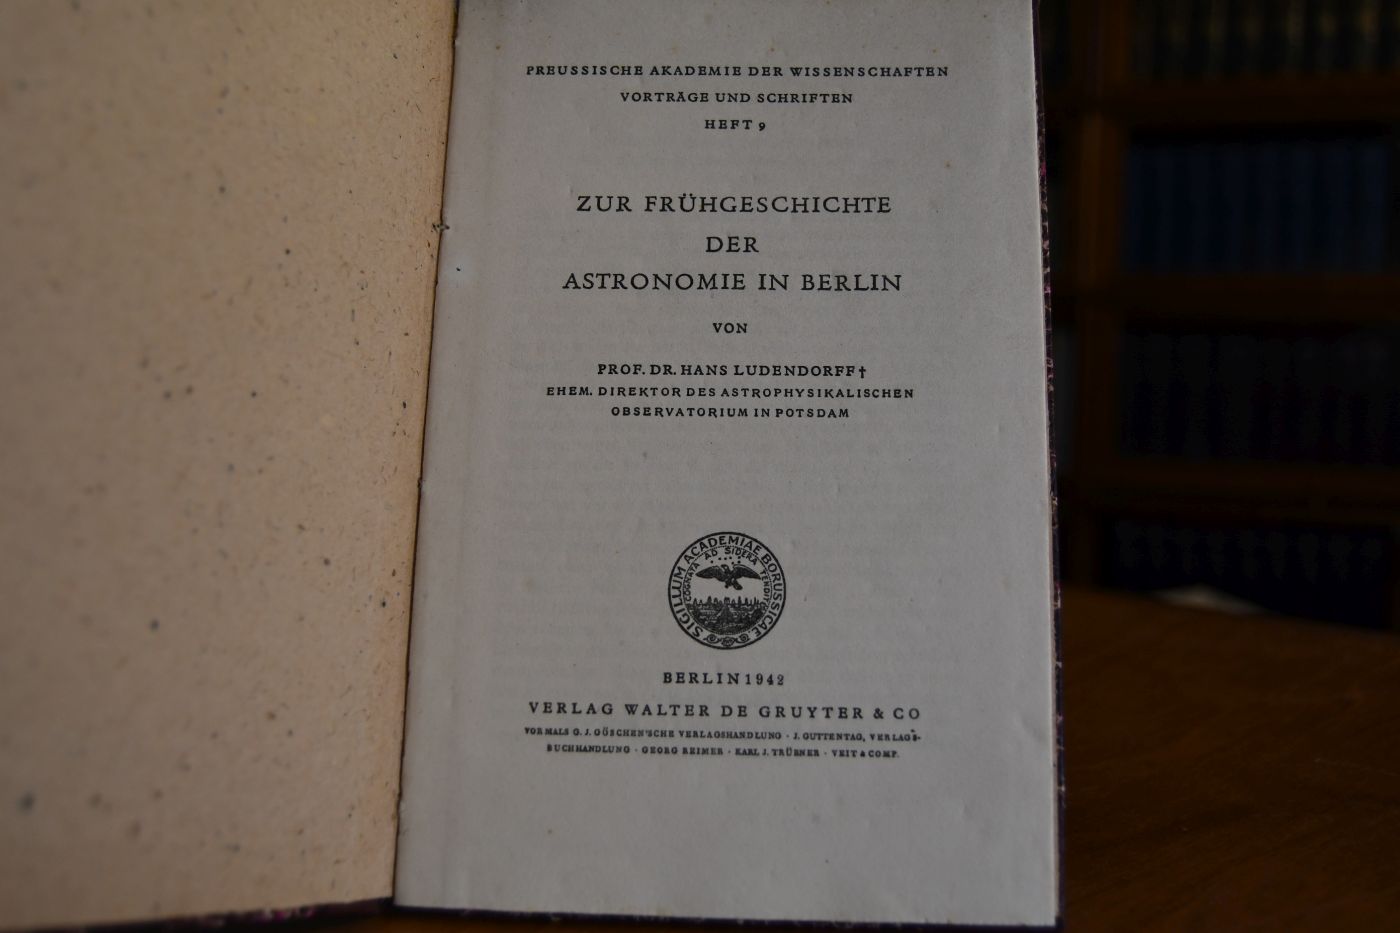 PREUSSISCHE AKADEMIE DER WISSENSCHAFTEN
VORTRÄGE UND SCHRIFTEN
HEFT 9
ZUR FRÜHGESCHICHTE
DER
ASTRONOMIE IN BERLIN
VON
PROF. DR. HANS LUDENDORFF †
EHEM. DIREKTOR DES ASTROPHYSIKALISCHEN
OBSERVATORIUM IN POTSDAM
SIGILLUM ACADEMIAE BORUSSICAE
COGNATA AD SIDERA TENDIT
BERLIN 1942
VERLAG WALTER DE GRUYTER & CO
VORMALS G. J. GÖSCHEN'SCHE VERLAGSHANDLUNG · J. GUTTENTAG, VERLAGS-
BUCHHANDLUNG · GEORG REIMER · KARL J. TRÜBNER · VEIT & COMP.